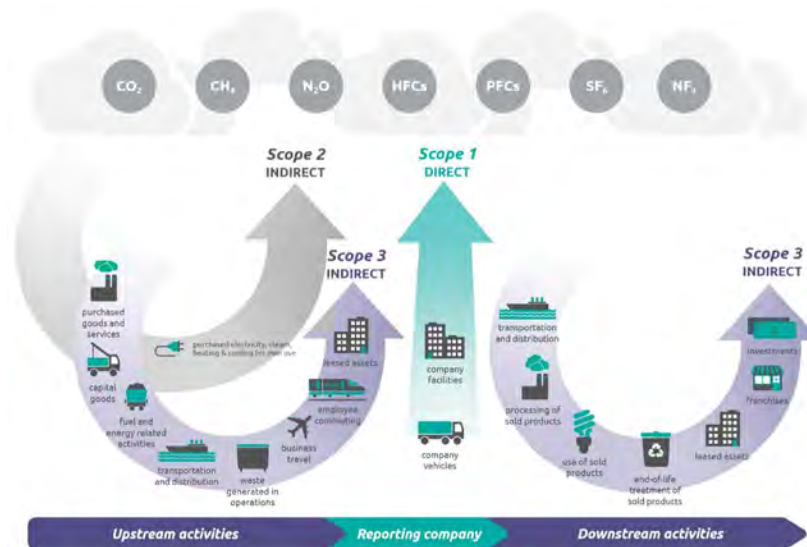 CO₂
CH₄
N₂O
HFCs
PFCs
SF₆
NF₃
Scope 2
INDIRECT
Scope 1
DIRECT
Scope 3
INDIRECT
Scope 3
INDIRECT
purchased
goods and
services
capital
goods
fuel and
energy related
activities
purchased electricity, steam,
heating & cooling for own use
transportation
and distribution
waste
generated in
operations
business
travel
employee
commuting
leased assets
company
facilities
company
vehicles
transportation
and distribution
processing of
sold products
use of sold
products
end-of-life
treatment of
sold products
leased assets
franchises
investments
Upstream activities
Reporting company
Downstream activities